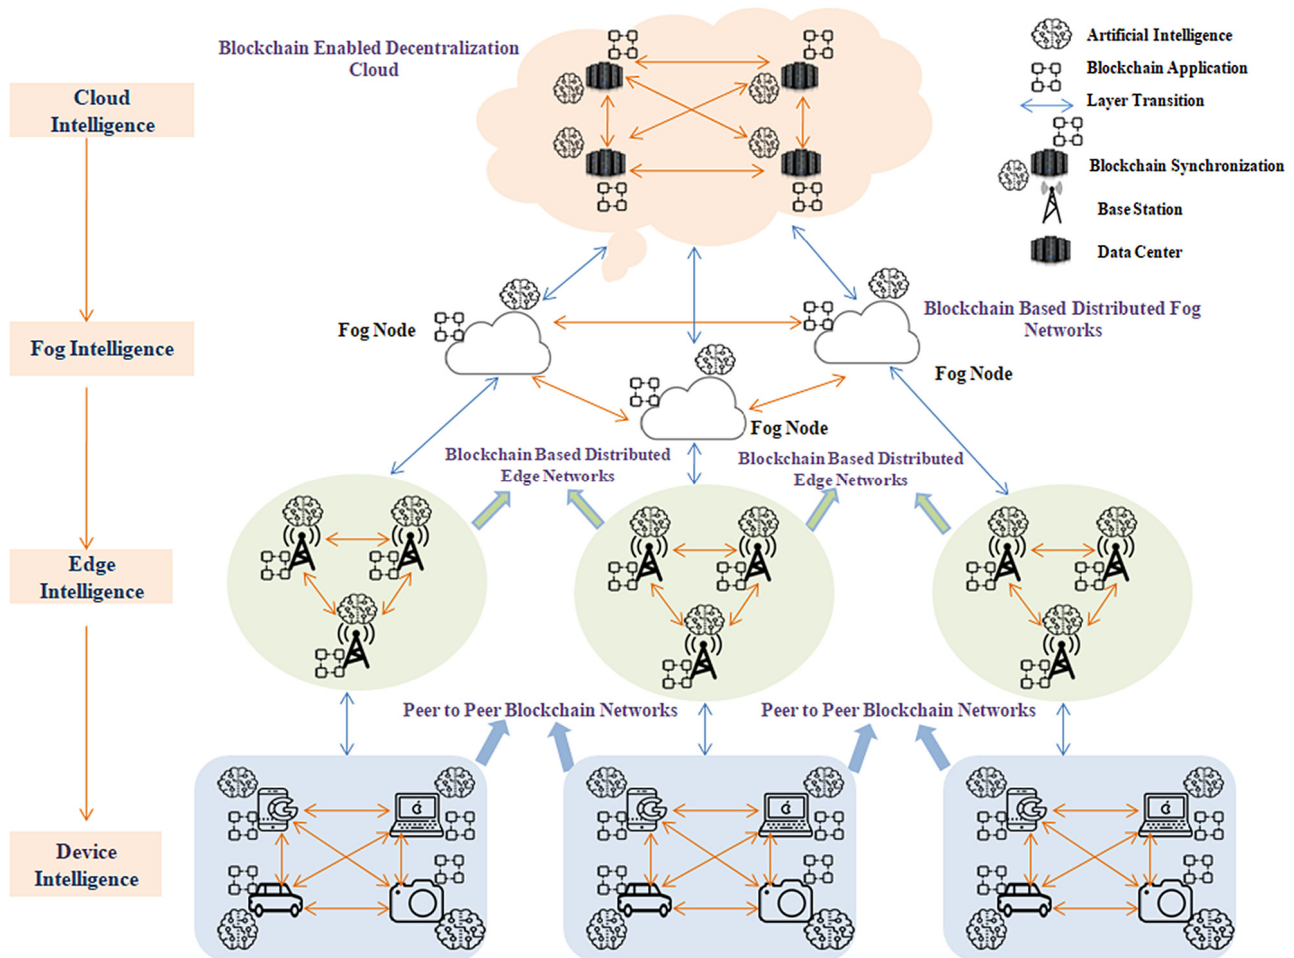 Blockchain Enabled Decentralization
Cloud
Artificial Intelligence
Blockchain Application
Layer Transition
Blockchain Synchronization
Base Station
Data Center
Cloud
Intelligence
Fog Intelligence
Edge
Intelligence
Device
Intelligence
Fog Node
Blockchain Based Distributed Fog
Networks
Fog Node
Fog Node
Blockchain Based Distributed
Edge Networks
Blockchain Based Distributed
Edge Networks
Peer to Peer Blockchain Networks
Peer to Peer Blockchain Networks